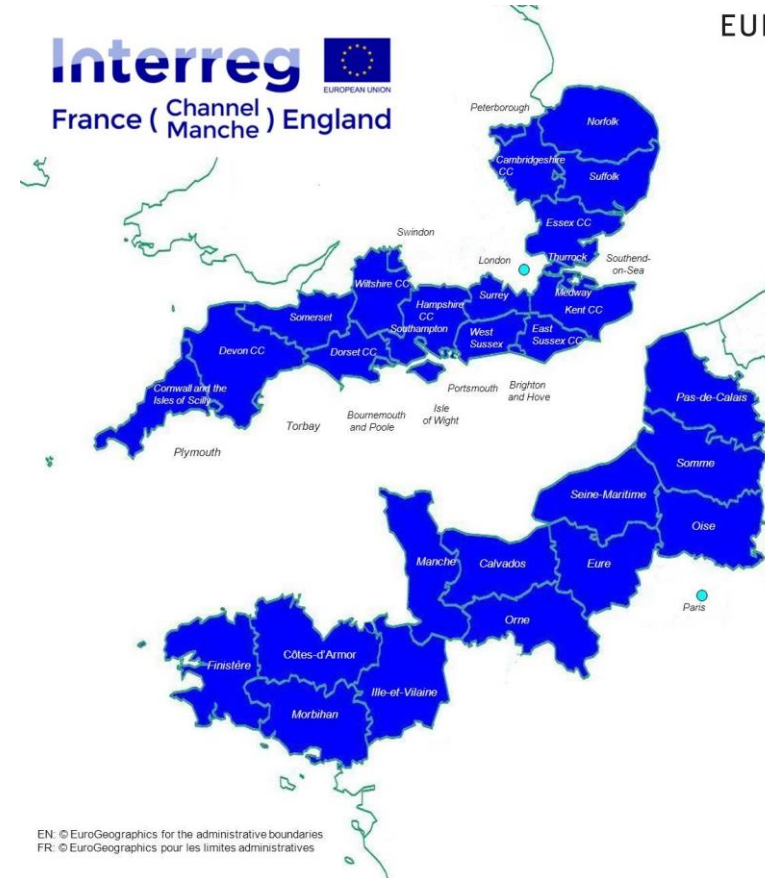 EU
Interreg
EUROPEAN UNION
France ( Channel Manche ) England
Peterborough
Norfolk
Cambridgeshire
CC
Suffolk
Essex CC
Swindon
London
Thurrock
Southend-
on-Sea
Medway
Wiltshire CC
Hampshire
CC
Surrey
Kent CC
Somerset
Southampton
West
Sussex
East
Sussex CC
Devon CC
Dorset CC
Cornwall and the
Isles of Scilly
Portsmouth
Brighton
and Hove
Isle
of Wight
Bournemouth
and Poole
Torbay
Plymouth
Pas-de-Calais
Somme
Seine-Maritime
Oise
Manche
Calvados
Eure
Paris
Orne
Côtes-d'Armor
Finistére
Ille-et-Vilaine
Morbihan
EN: © EuroGeographics for the administrative boundaries
FR: © EuroGeographics pour les limites administratives